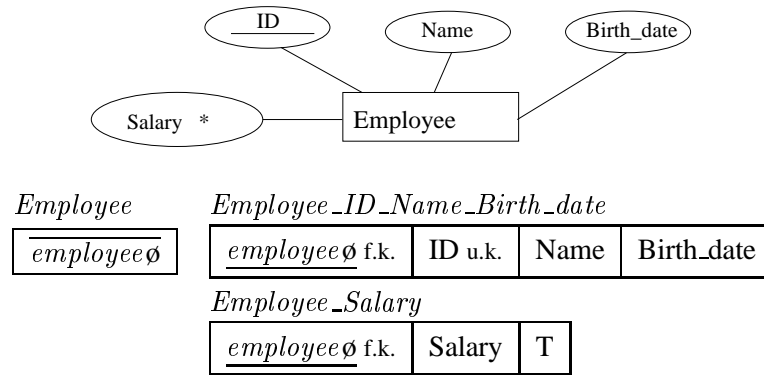 ID
Name
Birth_date
Salary *
Employee
Employee Employee_ID_Name_Birth_date
employeeø employeeø f.k. ID u.k. Name Birth_date
Employee_Salary
employeeø f.k. Salary T